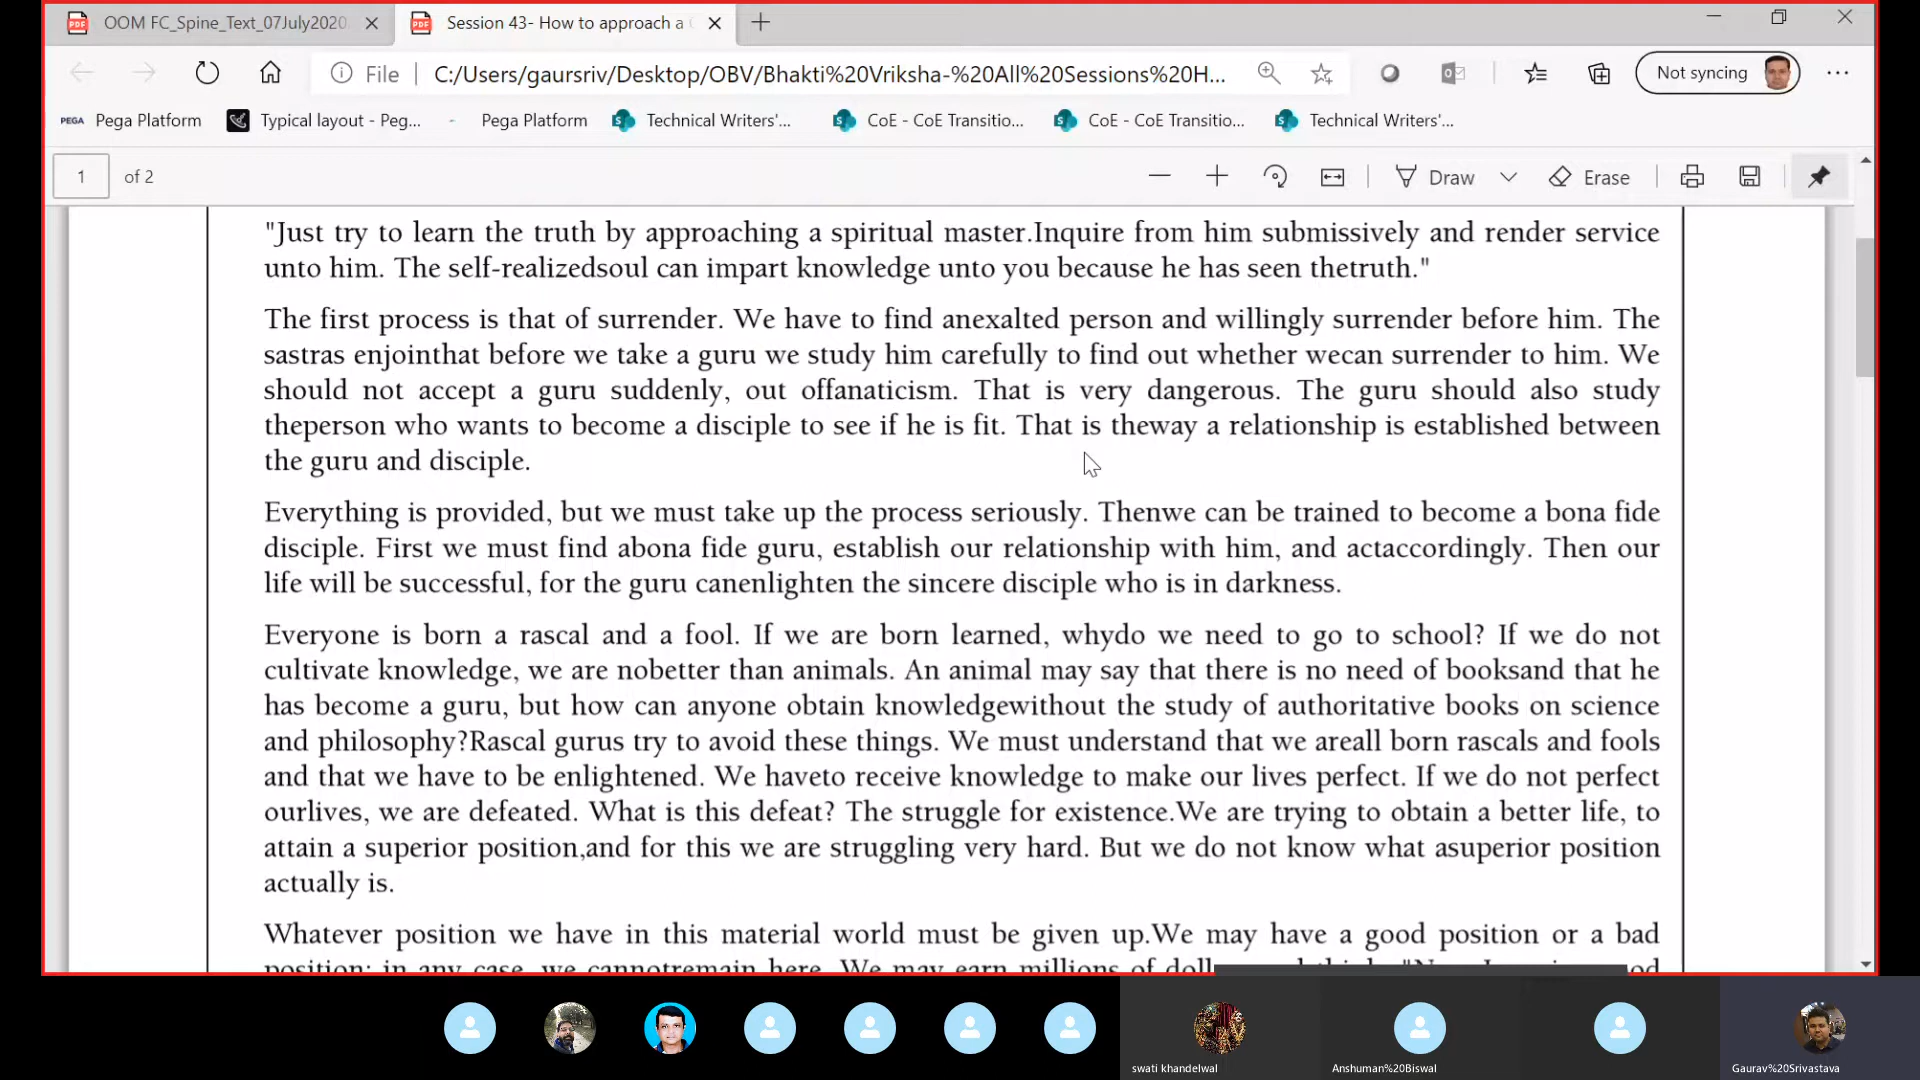 OOM FC_Spine_Text_07July2020
Session 43- How to approach a
File
C:/Users/gaursriv/Desktop/OBV/Bhakti%20Vriksha-%20All%20Sessions%20H...
Not syncing
PEGA Pega Platform
Typical layout - Peg...
Pega Platform
Technical Writers'...
CoE - CoE Transitio...
CoE - CoE Transitio...
Technical Writers'...
1 of 2
Draw
Erase
"Just try to learn the truth by approaching a spiritual master.Inquire from him submissively and render service
unto him. The self-realizedsoul can impart knowledge unto you because he has seen thetruth."
The first process is that of surrender. We have to find anexalted person and willingly surrender before him. The
sastras enjointhat before we take a guru we study him carefully to find out whether wecan surrender to him. We
should not accept a guru suddenly, out offanaticism. That is very dangerous. The guru should also study
theperson who wants to become a disciple to see if he is fit. That is theway a relationship is established between
the guru and disciple.
Everything is provided, but we must take up the process seriously. Thenwe can be trained to become a bona fide
disciple. First we must find abona fide guru, establish our relationship with him, and actaccordingly. Then our
life will be successful, for the guru canenlighten the sincere disciple who is in darkness.
Everyone is born a rascal and a fool. If we are born learned, whydo we need to go to school? If we do not
cultivate knowledge, we are nobetter than animals. An animal may say that there is no need of booksand that he
has become a guru, but how can anyone obtain knowledgewithout the study of authoritative books on science
and philosophy?Rascal gurus try to avoid these things. We must understand that we areall born rascals and fools
and that we have to be enlightened. We haveto receive knowledge to make our lives perfect. If we do not perfect
ourlives, we are defeated. What is this defeat? The struggle for existence.We are trying to obtain a better life, to
attain a superior position,and for this we are struggling very hard. But we do not know what asuperior position
actually is.
Whatever position we have in this material world must be given up.We may have a good position or a bad
position; in any case, we cannotremain here. We may earn millions of
swati khandelwal
Anshuman%20Biswal
Gaurav%20Srivastava